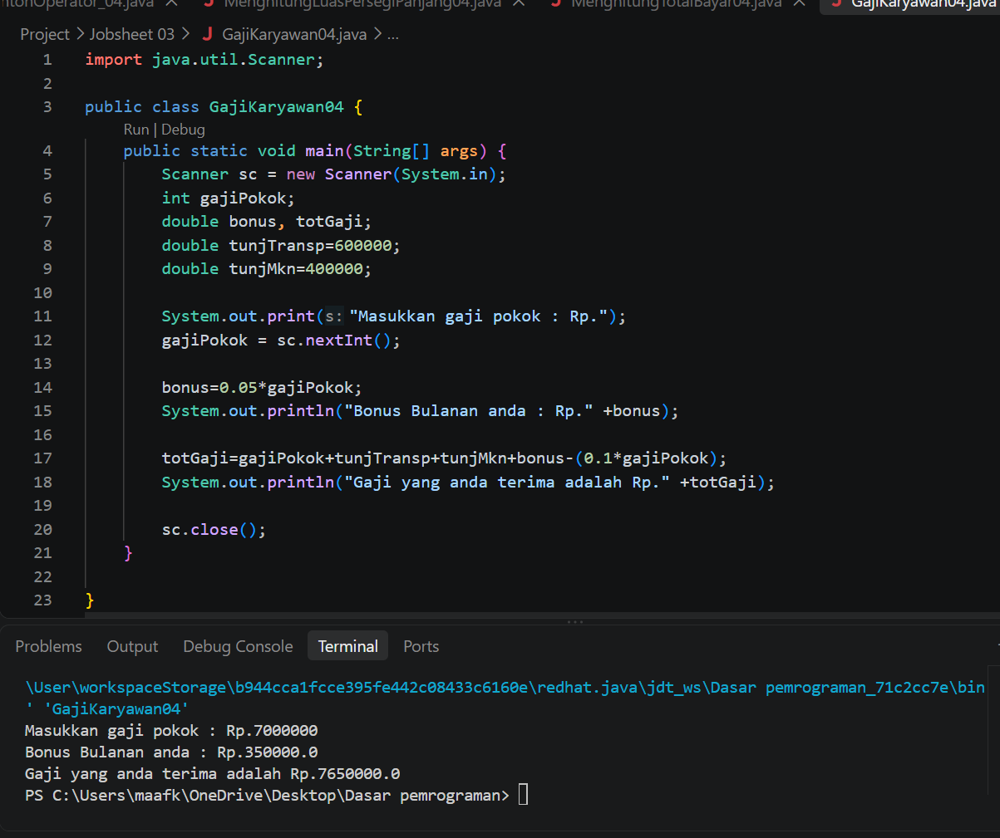 MenghitungLuasPersegiPanjang04.java MenghitungTotalBayar04.java GajiKaryawan04.java
Project > Jobsheet 03 > J GajiKaryawan04.java > ...
1 import java.util.Scanner;
2
3 public class GajiKaryawan04 {
Run | Debug
4 public static void main(String[] args) {
5 Scanner sc = new Scanner(System.in);
6 int gajiPokok;
7 double bonus, totGaji;
8 double tunjTransp=600000;
9 double tunjMkn=400000;
10
11 System.out.print(s: "Masukkan gaji pokok : Rp.");
12 gajiPokok = sc.nextInt();
13
14 bonus=0.05*gajiPokok;
15 System.out.println("Bonus Bulanan anda : Rp." +bonus);
16
17 totGaji=gajiPokok+tunjTransp+tunjMkn+bonus-(0.1*gajiPokok);
18 System.out.println("Gaji yang anda terima adalah Rp." +totGaji);
19
20 sc.close();
21 }
22
23 }
Problems Output Debug Console Terminal Ports
\User\workspaceStorage\b944cca1fcce395fe442c08433c6160e\redhat.java\jdt_ws\Dasar pemrograman_71c2cc7e\bin
' 'GajiKaryawan04'
Masukkan gaji pokok : Rp.7000000
Bonus Bulanan anda : Rp.350000.0
Gaji yang anda terima adalah Rp.7650000.0
PS C:\Users\maafk\OneDrive\Desktop\Dasar pemrograman>